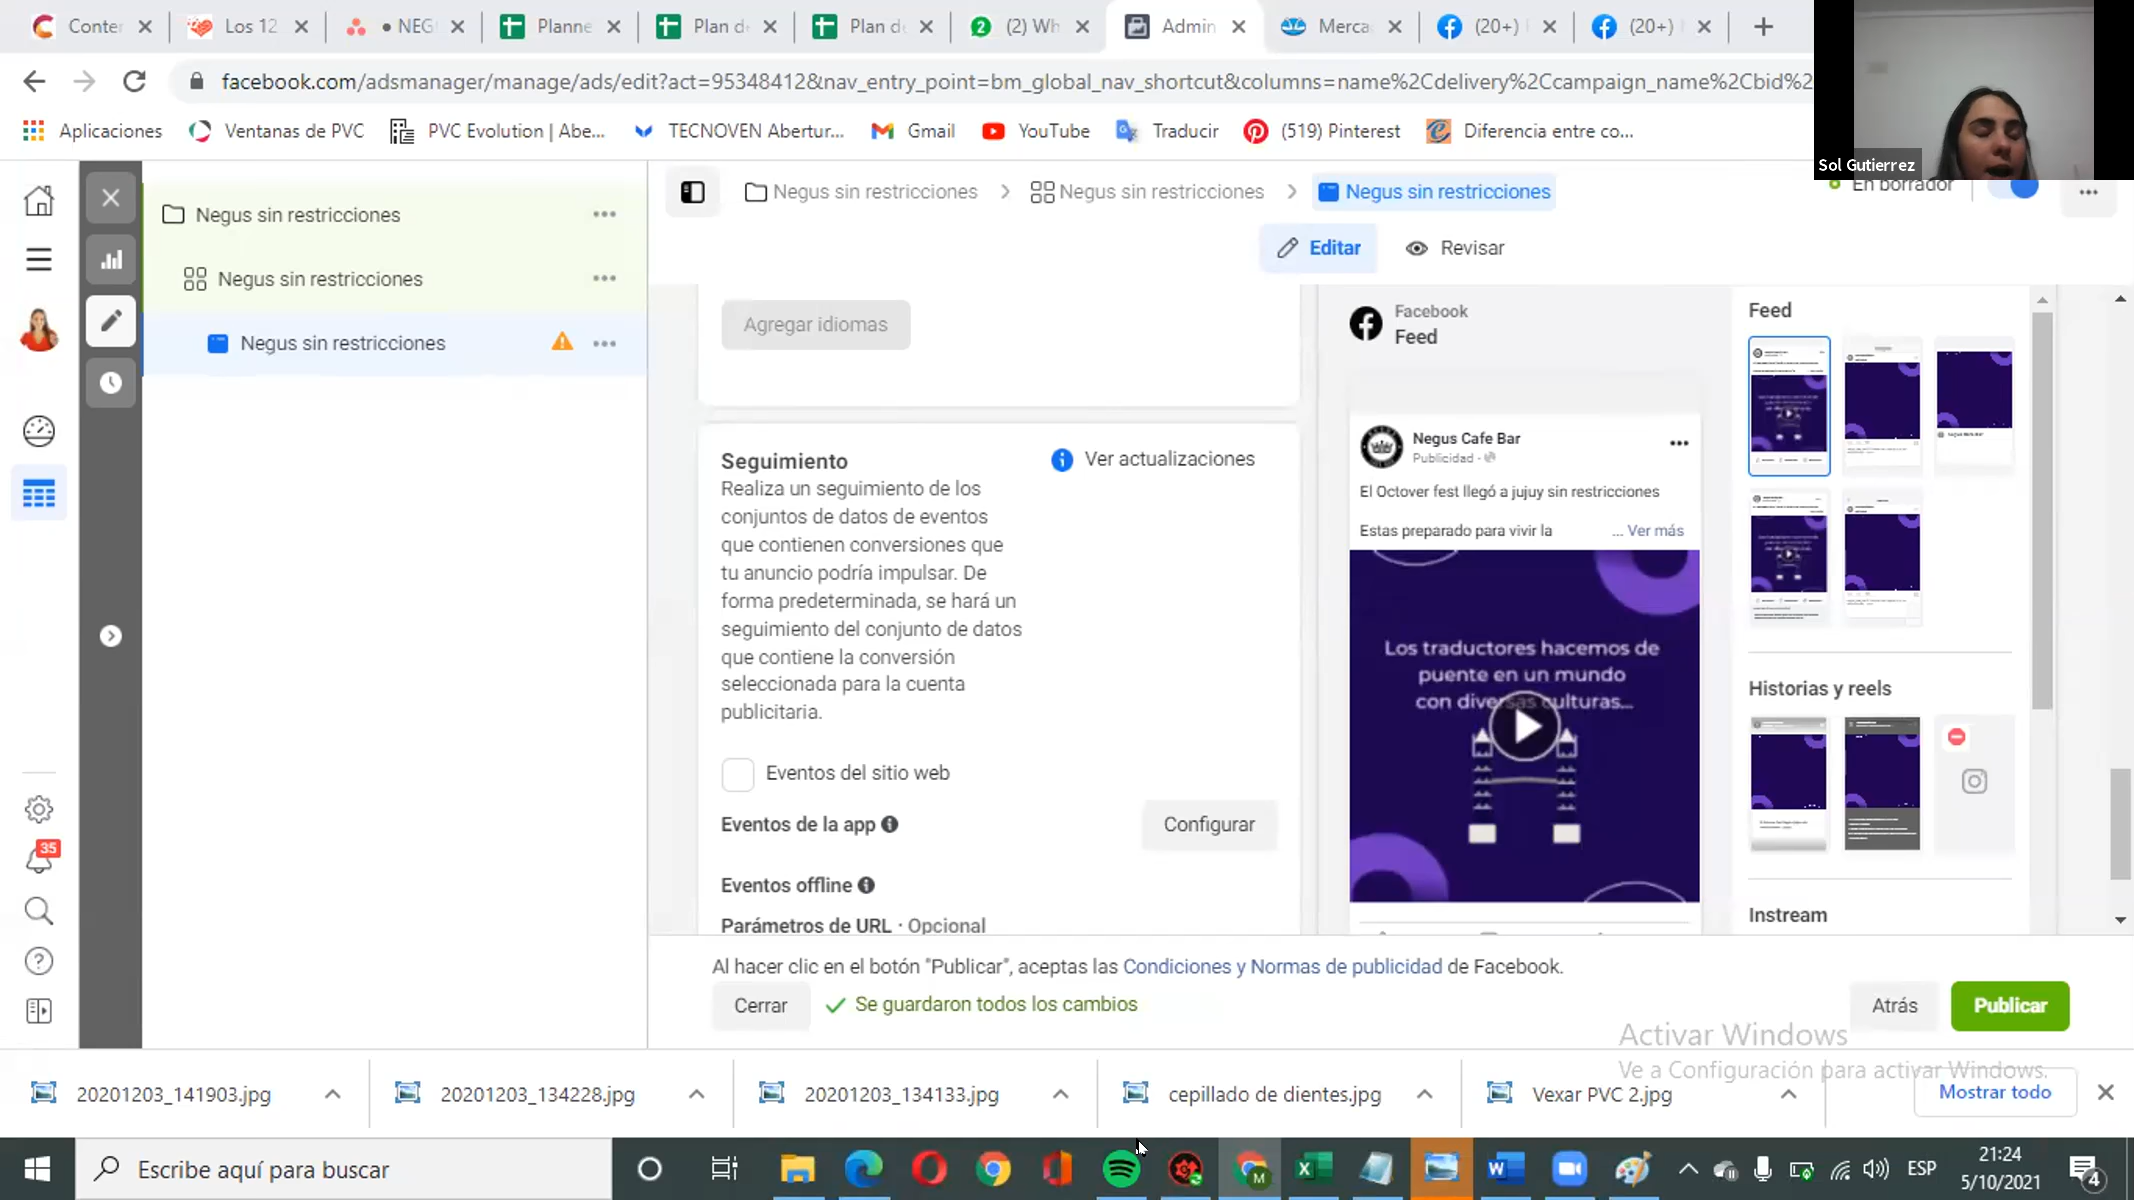 Conter
Los 12
• NEG
Planne
Plan de
Plan de
(2) Wh
Admin
Merca
(20+)
(20+)
facebook.com/adsmanager/manage/ads/edit?act=95348412&nav_entry_point=bm_global_nav_shortcut&columns=name%2Cdelivery%2Ccampaign_name%2Cbid%2
Aplicaciones
Ventanas de PVC
PVC Evolution | Abe...
TECNOVEN Abertur...
Gmail
YouTube
Traducir
(519) Pinterest
Diferencia entre co...
Sol Gutierrez
Negus sin restricciones
Negus sin restricciones
Negus sin restricciones
Negus sin restricciones
Negus sin restricciones
Negus sin restricciones
En borrador
Editar
Revisar
Agregar idiomas
Seguimiento
Ver actualizaciones
Realiza un seguimiento de los
conjuntos de datos de eventos
que contienen conversiones que
tu anuncio podría impulsar. De
forma predeterminada, se hará un
seguimiento del conjunto de datos
que contiene la conversión
seleccionada para la cuenta
publicitaria.
Eventos del sitio web
Eventos de la app
Configurar
Eventos offline
Parámetros de URL · Opcional
Facebook
Feed
Negus Cafe Bar
Publicidad ·
El Octover fest llegó a jujuy sin restricciones
Estas preparado para vivir la
... Ver más
Los traductores hacemos de
puente en un mundo
con diversas culturas...
Feed
Historias y reels
Instream
Al hacer clic en el botón "Publicar", aceptas las Condiciones y Normas de publicidad de Facebook.
Cerrar
Se guardaron todos los cambios
Atrás
Publicar
Activar Windows
Ve a Configuración para activar Windows.
35
20201203_141903.jpg
20201203_134228.jpg
20201203_134133.jpg
cepillado de dientes.jpg
Vexar PVC 2.jpg
Mostrar todo
Escribe aquí para buscar
ESP
21:24
5/10/2021
4